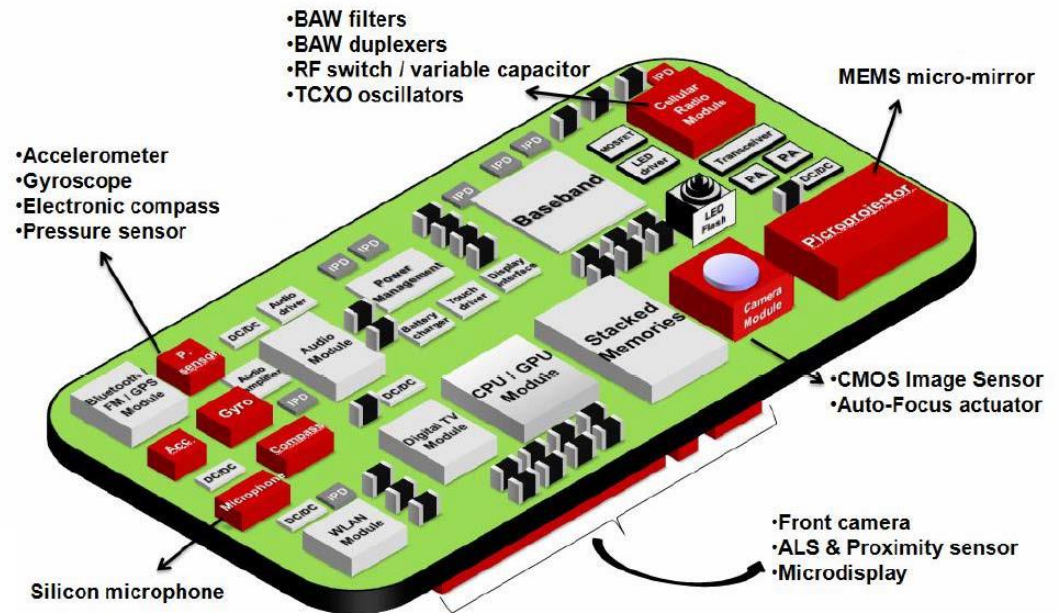 •BAW filters
•BAW duplexers
•RF switch / variable capacitor
•TCXO oscillators
MEMS micro-mirror
•Accelerometer
•Gyroscope
•Electronic compass
•Pressure sensor
IPD
Cellular
Radio
Module
MOSFET
LED
driver
Transceiver
PA
PA
DC/DC
IPD
IPD
IPD
Baseband
LED
Flash
Picroprojector
IPD
IPD
Power
Management
Display
interface
Touch
driver
Battery
charger
Camera
Module
Stacked
Memories
Audio
driver
DC/DC
Audio
Module
P.
sensor
Bluetooth /
FM / GPS
Module
Audio
amplifier
DC/DC
CPU / GPU
Module
Gyro
IPD
Digital TV
Module
Acc.
Compass
DC/DC
Microphone
IPD
DC/DC
WLAN
Module
•CMOS Image Sensor
•Auto-Focus actuator
•Front camera
•ALS & Proximity sensor
•Microdisplay
Silicon microphone